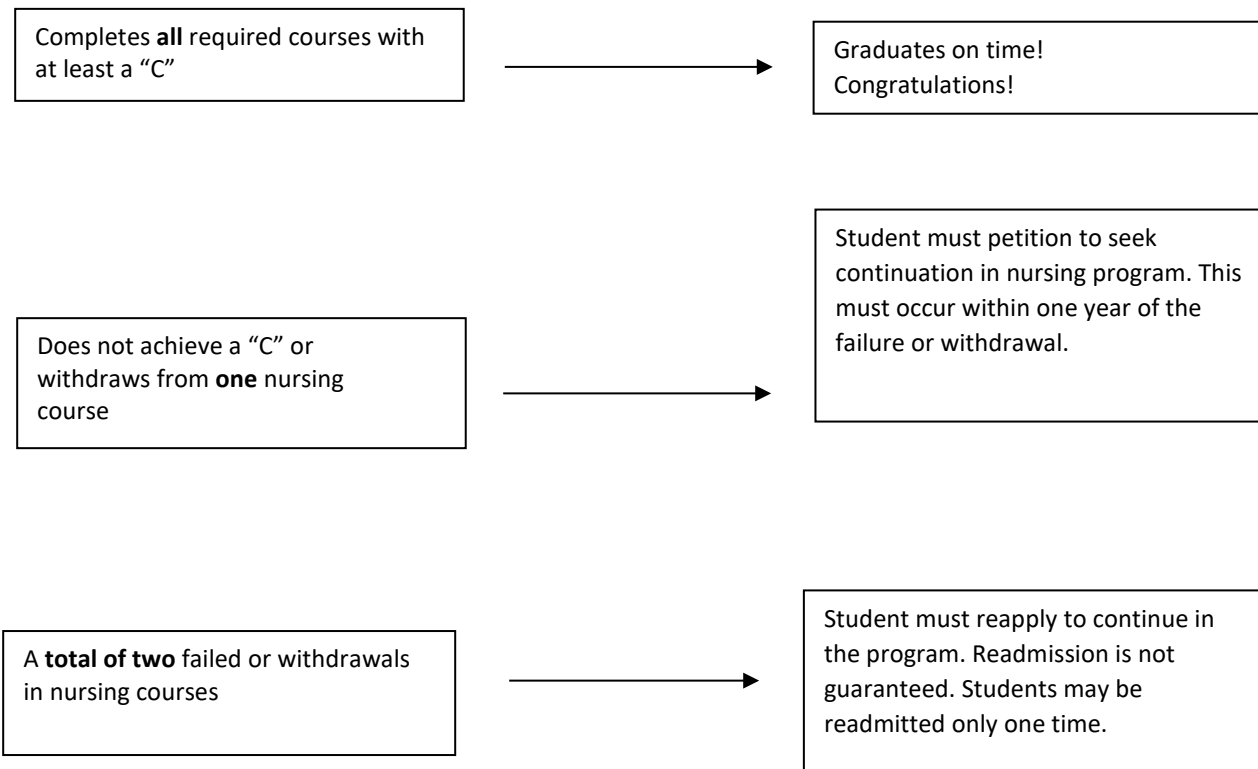 Completes all required courses with
at least a “C”
Graduates on time!
Congratulations!
Does not achieve a “C” or
withdraws from one nursing
course
Student must petition to seek
continuation in nursing program. This
must occur within one year of the
failure or withdrawal.
A total of two failed or withdrawals
in nursing courses
Student must reapply to continue in
the program. Readmission is not
guaranteed. Students may be
readmitted only one time.